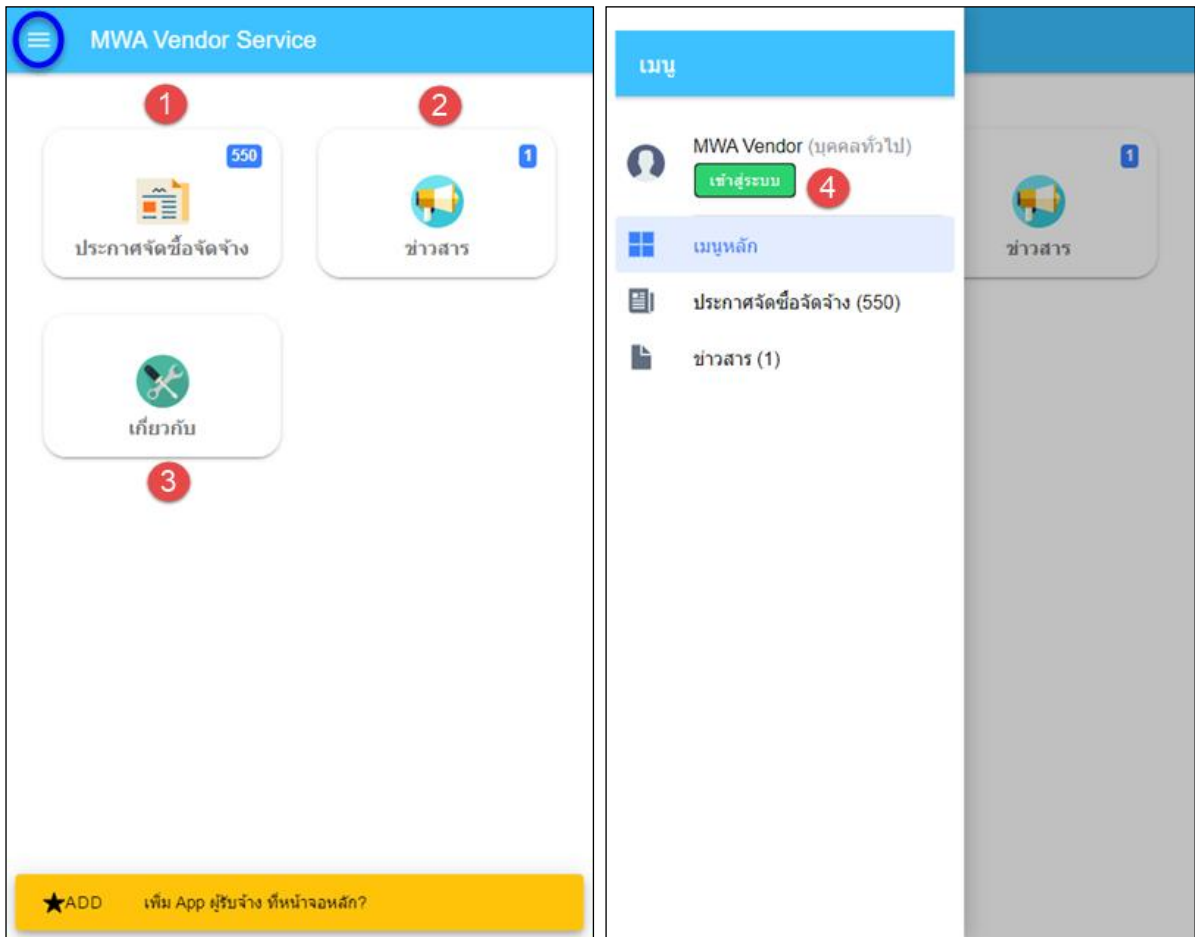 MWA Vendor Service
1
2
550
1
ประกาศจัดซื้อจัดจ้าง
ข่าวสาร
เกี่ยวกับ
3
ADD เพิ่ม App ผู้รับจ้าง ที่หน้าจอหลัก?
เมนู
MWA Vendor (บุคคลทั่วไป)
เข้าสู่ระบบ
4
เมนูหลัก
ประกาศจัดซื้อจัดจ้าง (550)
ข่าวสาร (1)
1
ข่าวสาร